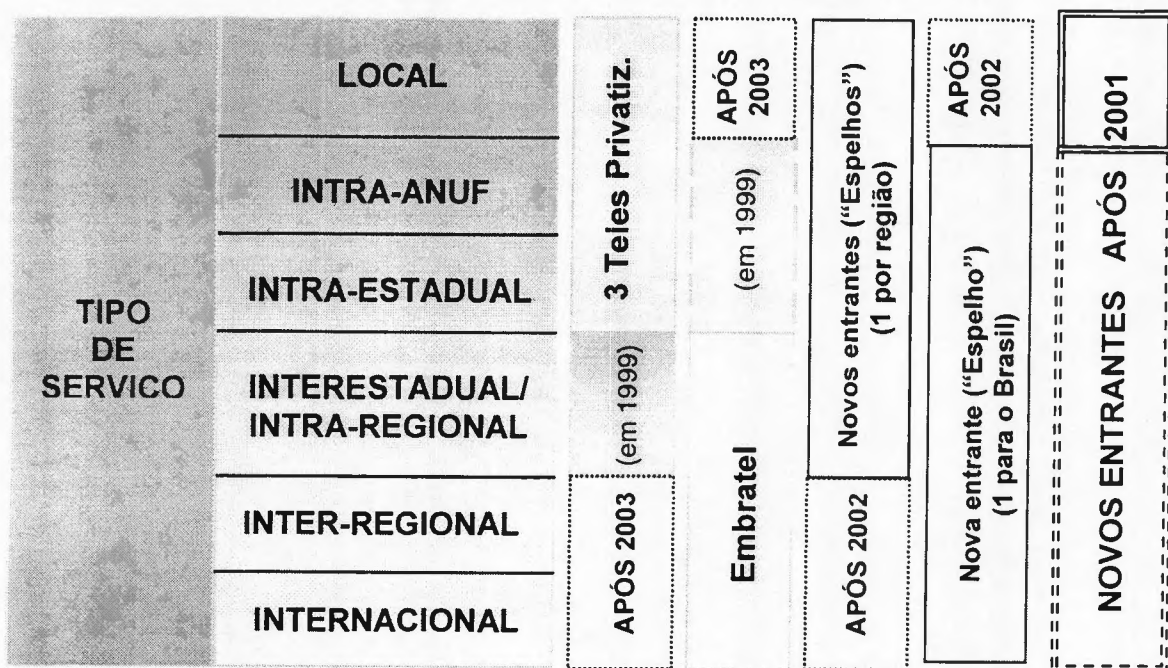 TIPO
DE
SERVICO
LOCAL
INTRA-ANUF
INTRA-ESTADUAL
INTERESTADUAL/
INTRA-REGIONAL
INTER-REGIONAL
INTERNACIONAL
3 Teles Privatiz.
(em 1999)
APÓS 2003
APÓS
2003
(em 1999)
Embratel
Novos entrantes (“Espelhos”)
(1 por região)
APÓS 2002
APÓS
2002
Nova entrante (“Espelho”)
(1 para o Brasil)
NOVOS ENTRANTES APÓS 2001